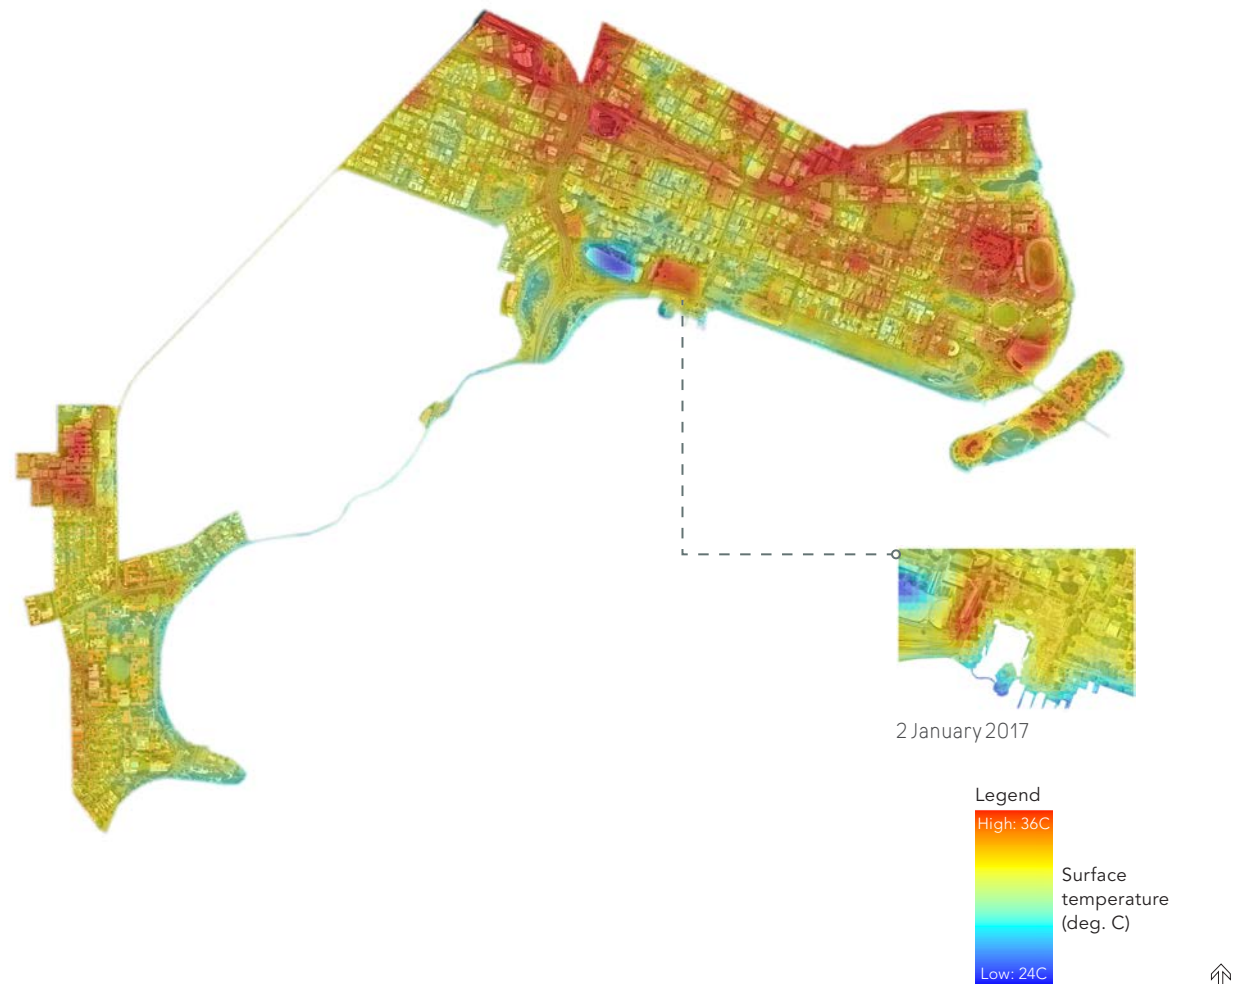 2 January 2017
Legend
High: 36C
Surface
temperature
(deg. C)
Low: 24C